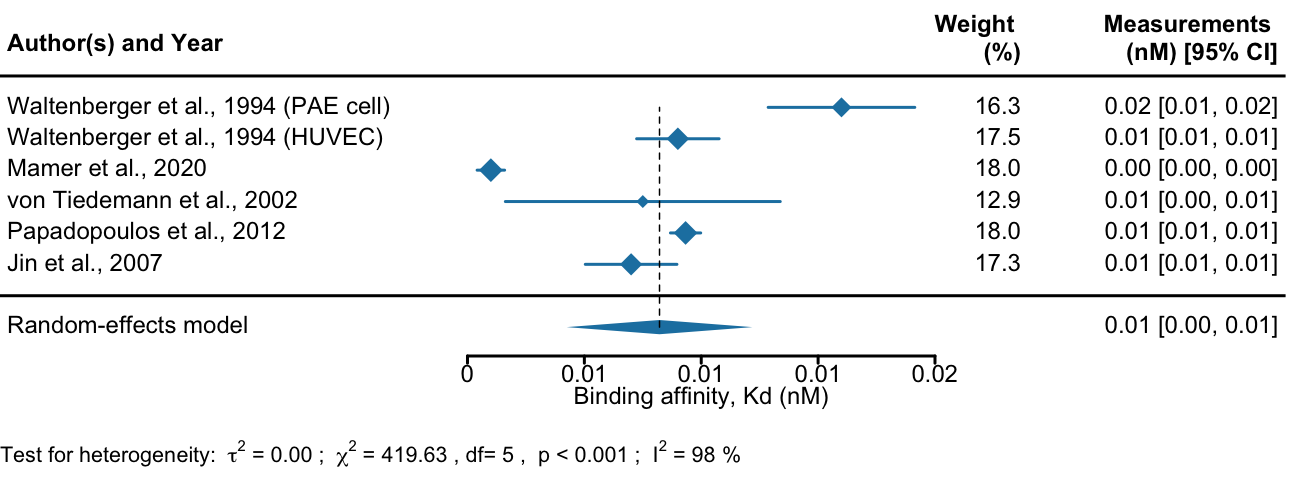 Author(s) and Year Weight (%) Measurements (nM) [95% CI]
Waltenberger et al., 1994 (PAE cell) 16.3 0.02 [0.01, 0.02]
Waltenberger et al., 1994 (HUVEC) 17.5 0.01 [0.01, 0.01]
Mamer et al., 2020 18.0 0.00 [0.00, 0.00]
von Tiedemann et al., 2002 12.9 0.01 [0.00, 0.01]
Papadopoulos et al., 2012 18.0 0.01 [0.01, 0.01]
Jin et al., 2007 17.3 0.01 [0.01, 0.01]
Random-effects model 0.01 [0.00, 0.01]
0 0.01 0.01 0.01 0.02
Binding affinity, Kd (nM)
Test for heterogeneity: τ² = 0.00 ; χ² = 419.63 , df= 5 , p < 0.001 ; I² = 98 %